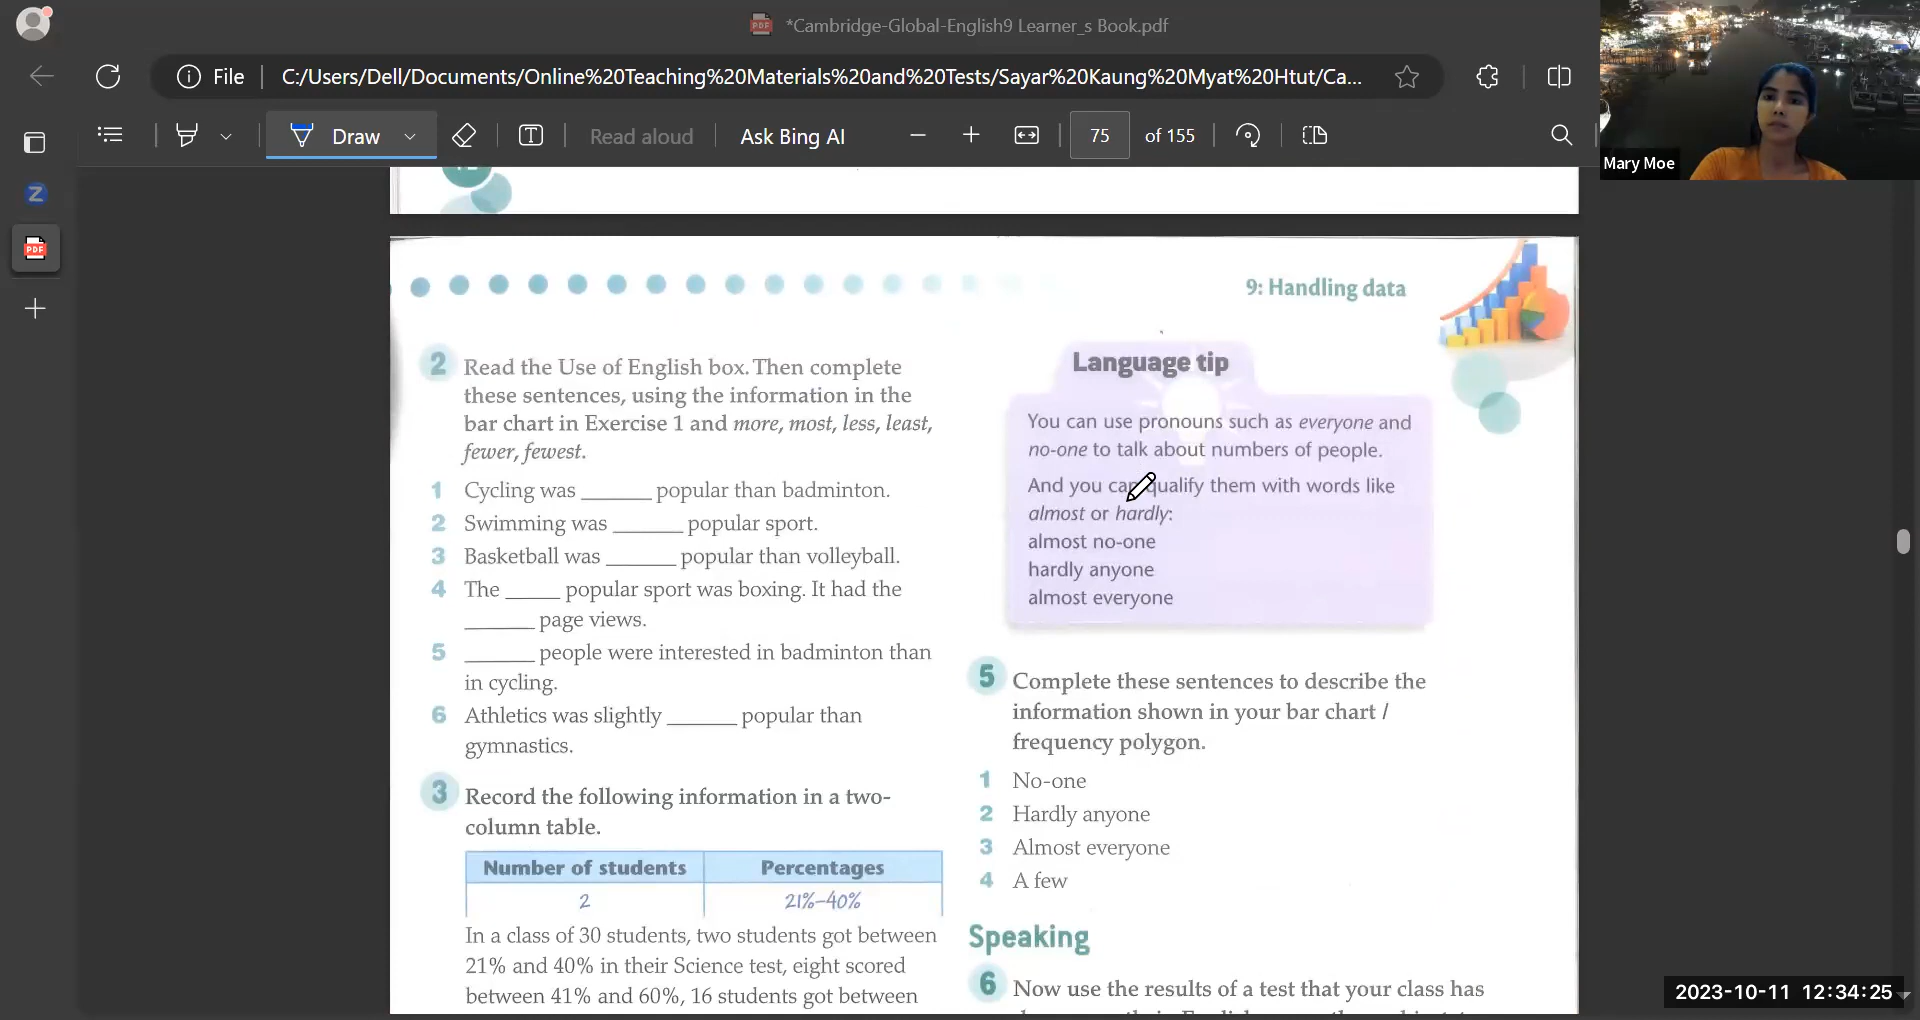 *Cambridge-Global-English9 Learner_s Book.pdf
File
C:/Users/Dell/Documents/Online%20Teaching%20Materials%20and%20Tests/Sayar%20Kaung%20Myat%20Htut/Ca...
Draw
Read aloud
Ask Bing AI
75 of 155
Mary Moe
9: Handling data
2 Read the Use of English box. Then complete
these sentences, using the information in the
bar chart in Exercise 1 and more, most, less, least,
fewer, fewest.
1 Cycling was ______ popular than badminton.
2 Swimming was ______ popular sport.
3 Basketball was ______ popular than volleyball.
4 The _____ popular sport was boxing. It had the
______ page views.
5 ______ people were interested in badminton than
in cycling.
6 Athletics was slightly ______ popular than
gymnastics.
3 Record the following information in a two-
column table.
Number of students Percentages
2 21%–40%
In a class of 30 students, two students got between
21% and 40% in their Science test, eight scored
between 41% and 60%, 16 students got between
Language tip
You can use pronouns such as everyone and
no-one to talk about numbers of people.
And you can qualify them with words like
almost or hardly:
almost no-one
hardly anyone
almost everyone
5 Complete these sentences to describe the
information shown in your bar chart /
frequency polygon.
1 No-one
2 Hardly anyone
3 Almost everyone
4 A few
Speaking
6 Now use the results of a test that your class has
2023-10-11 12:34:25